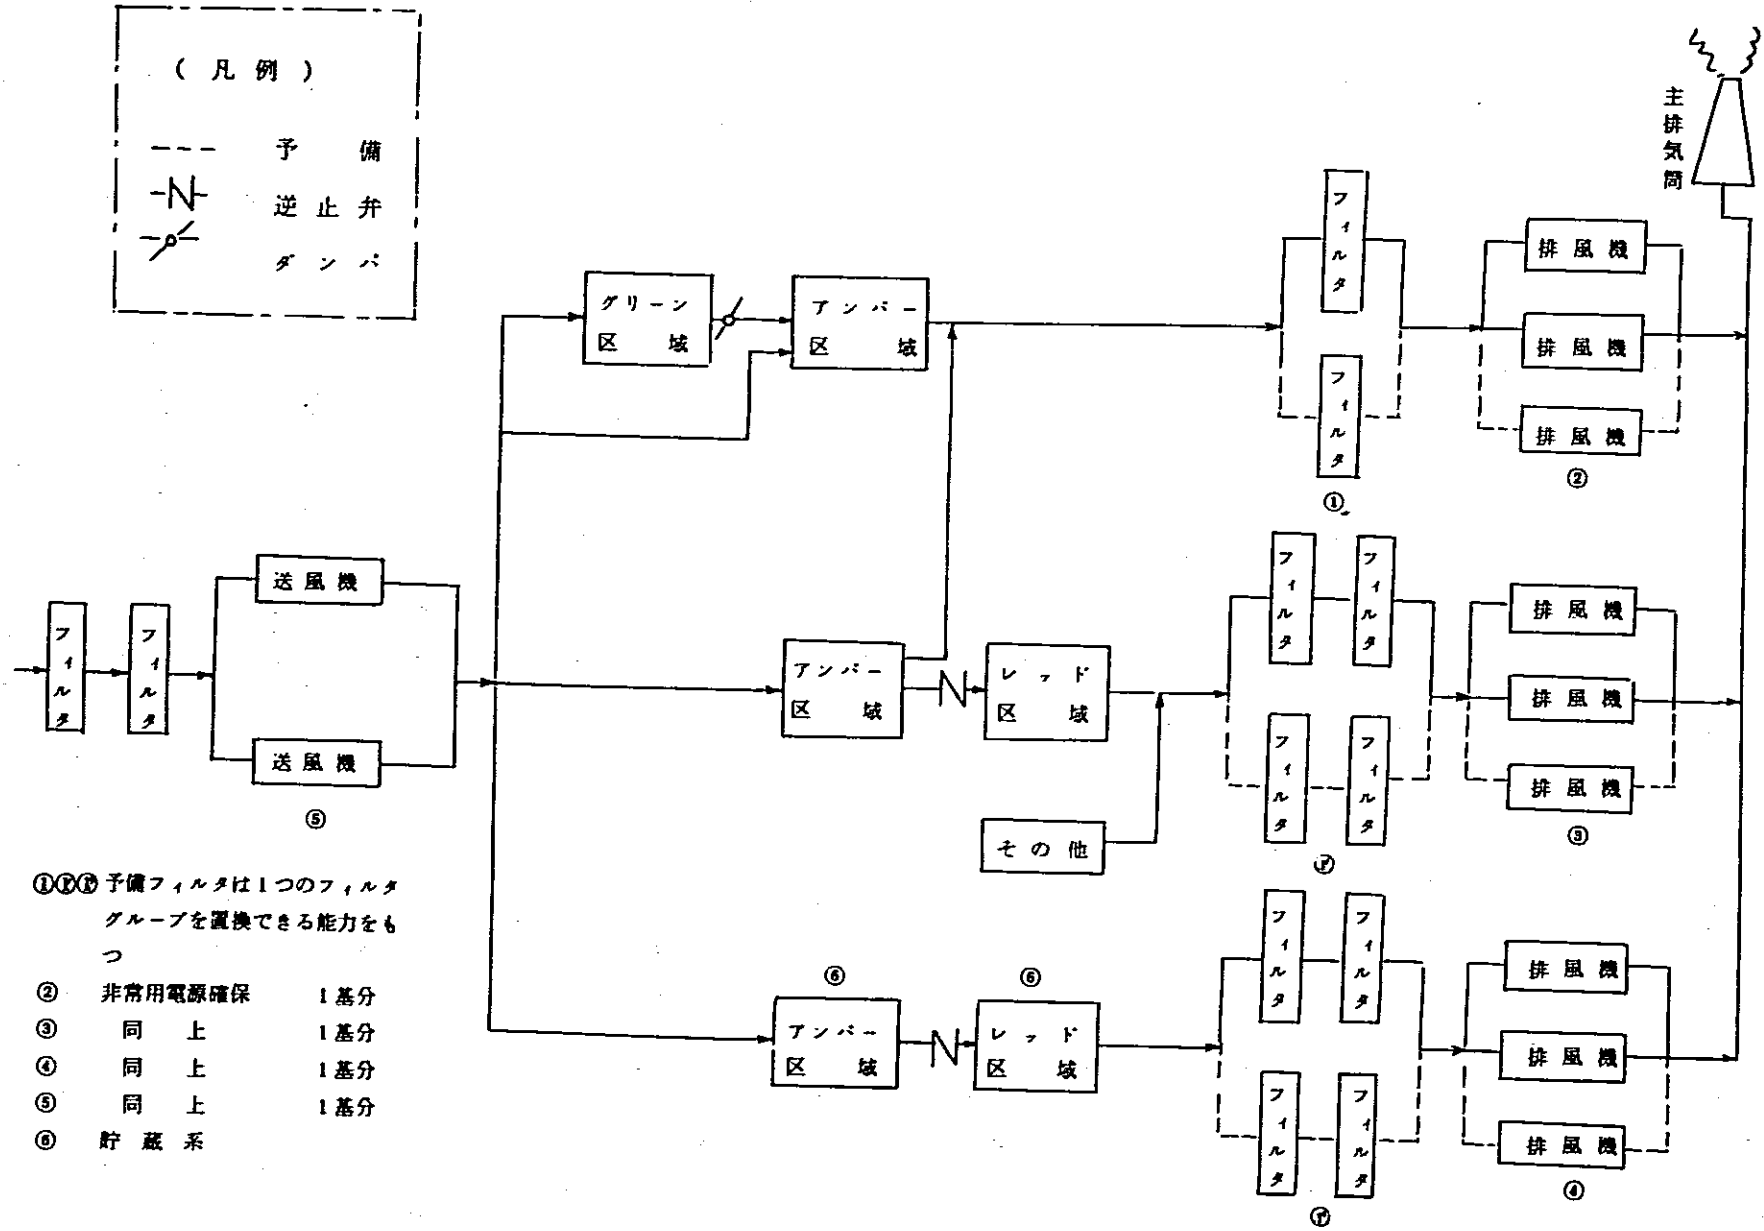 (凡例)
予備
逆止弁
ダンパ
主排気筒
グリーン
区域
アンバー
区域
フィルタ
フィルタ
①
排風機
排風機
排風機
②
フィルタ
フィルタ
送風機
送風機
⑤
アンバー
区域
レッド
区域
その他
フィルタ
フィルタ
フィルタ
フィルタ
①'
排風機
排風機
排風機
③
⑥
アンバー
区域
⑥
レッド
区域
フィルタ
フィルタ
フィルタ
フィルタ
排風機
排風機
排風機
④
① 予備フィルタは1つのフィルタ
グループを置換できる能力をも
つ
② 非常用電源確保 1基分
③ 同上 1基分
④ 同上 1基分
⑤ 同上 1基分
⑥ 貯蔵系